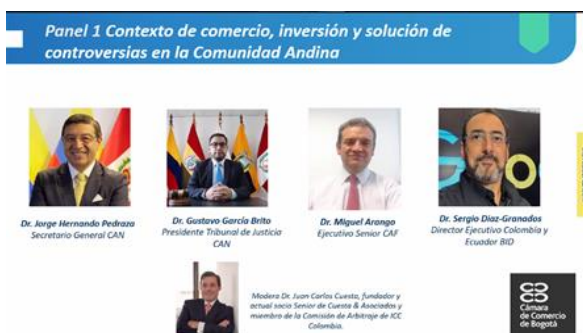 Panel 1 Contexto de comercio, inversión y solución de
controversias en la Comunidad Andina
Dr. Jorge Hernando Pedraza
Secretario General CAN
Dr. Gustavo García Brito
Presidente Tribunal de Justicia
CAN
Dr. Miguel Arango
Ejecutivo Senior CAF
Dr. Sergio Diaz-Granados
Director Ejecutivo Colombia y
Ecuador BID
Modera Dr. Juan Carlos Cuesta, fundador y
actual socio Senior de Cuesta & Asociados y
miembro de la Comisión de Arbitraje de ICC
Colombia.
Cámara
de Comercio
de Bogotá